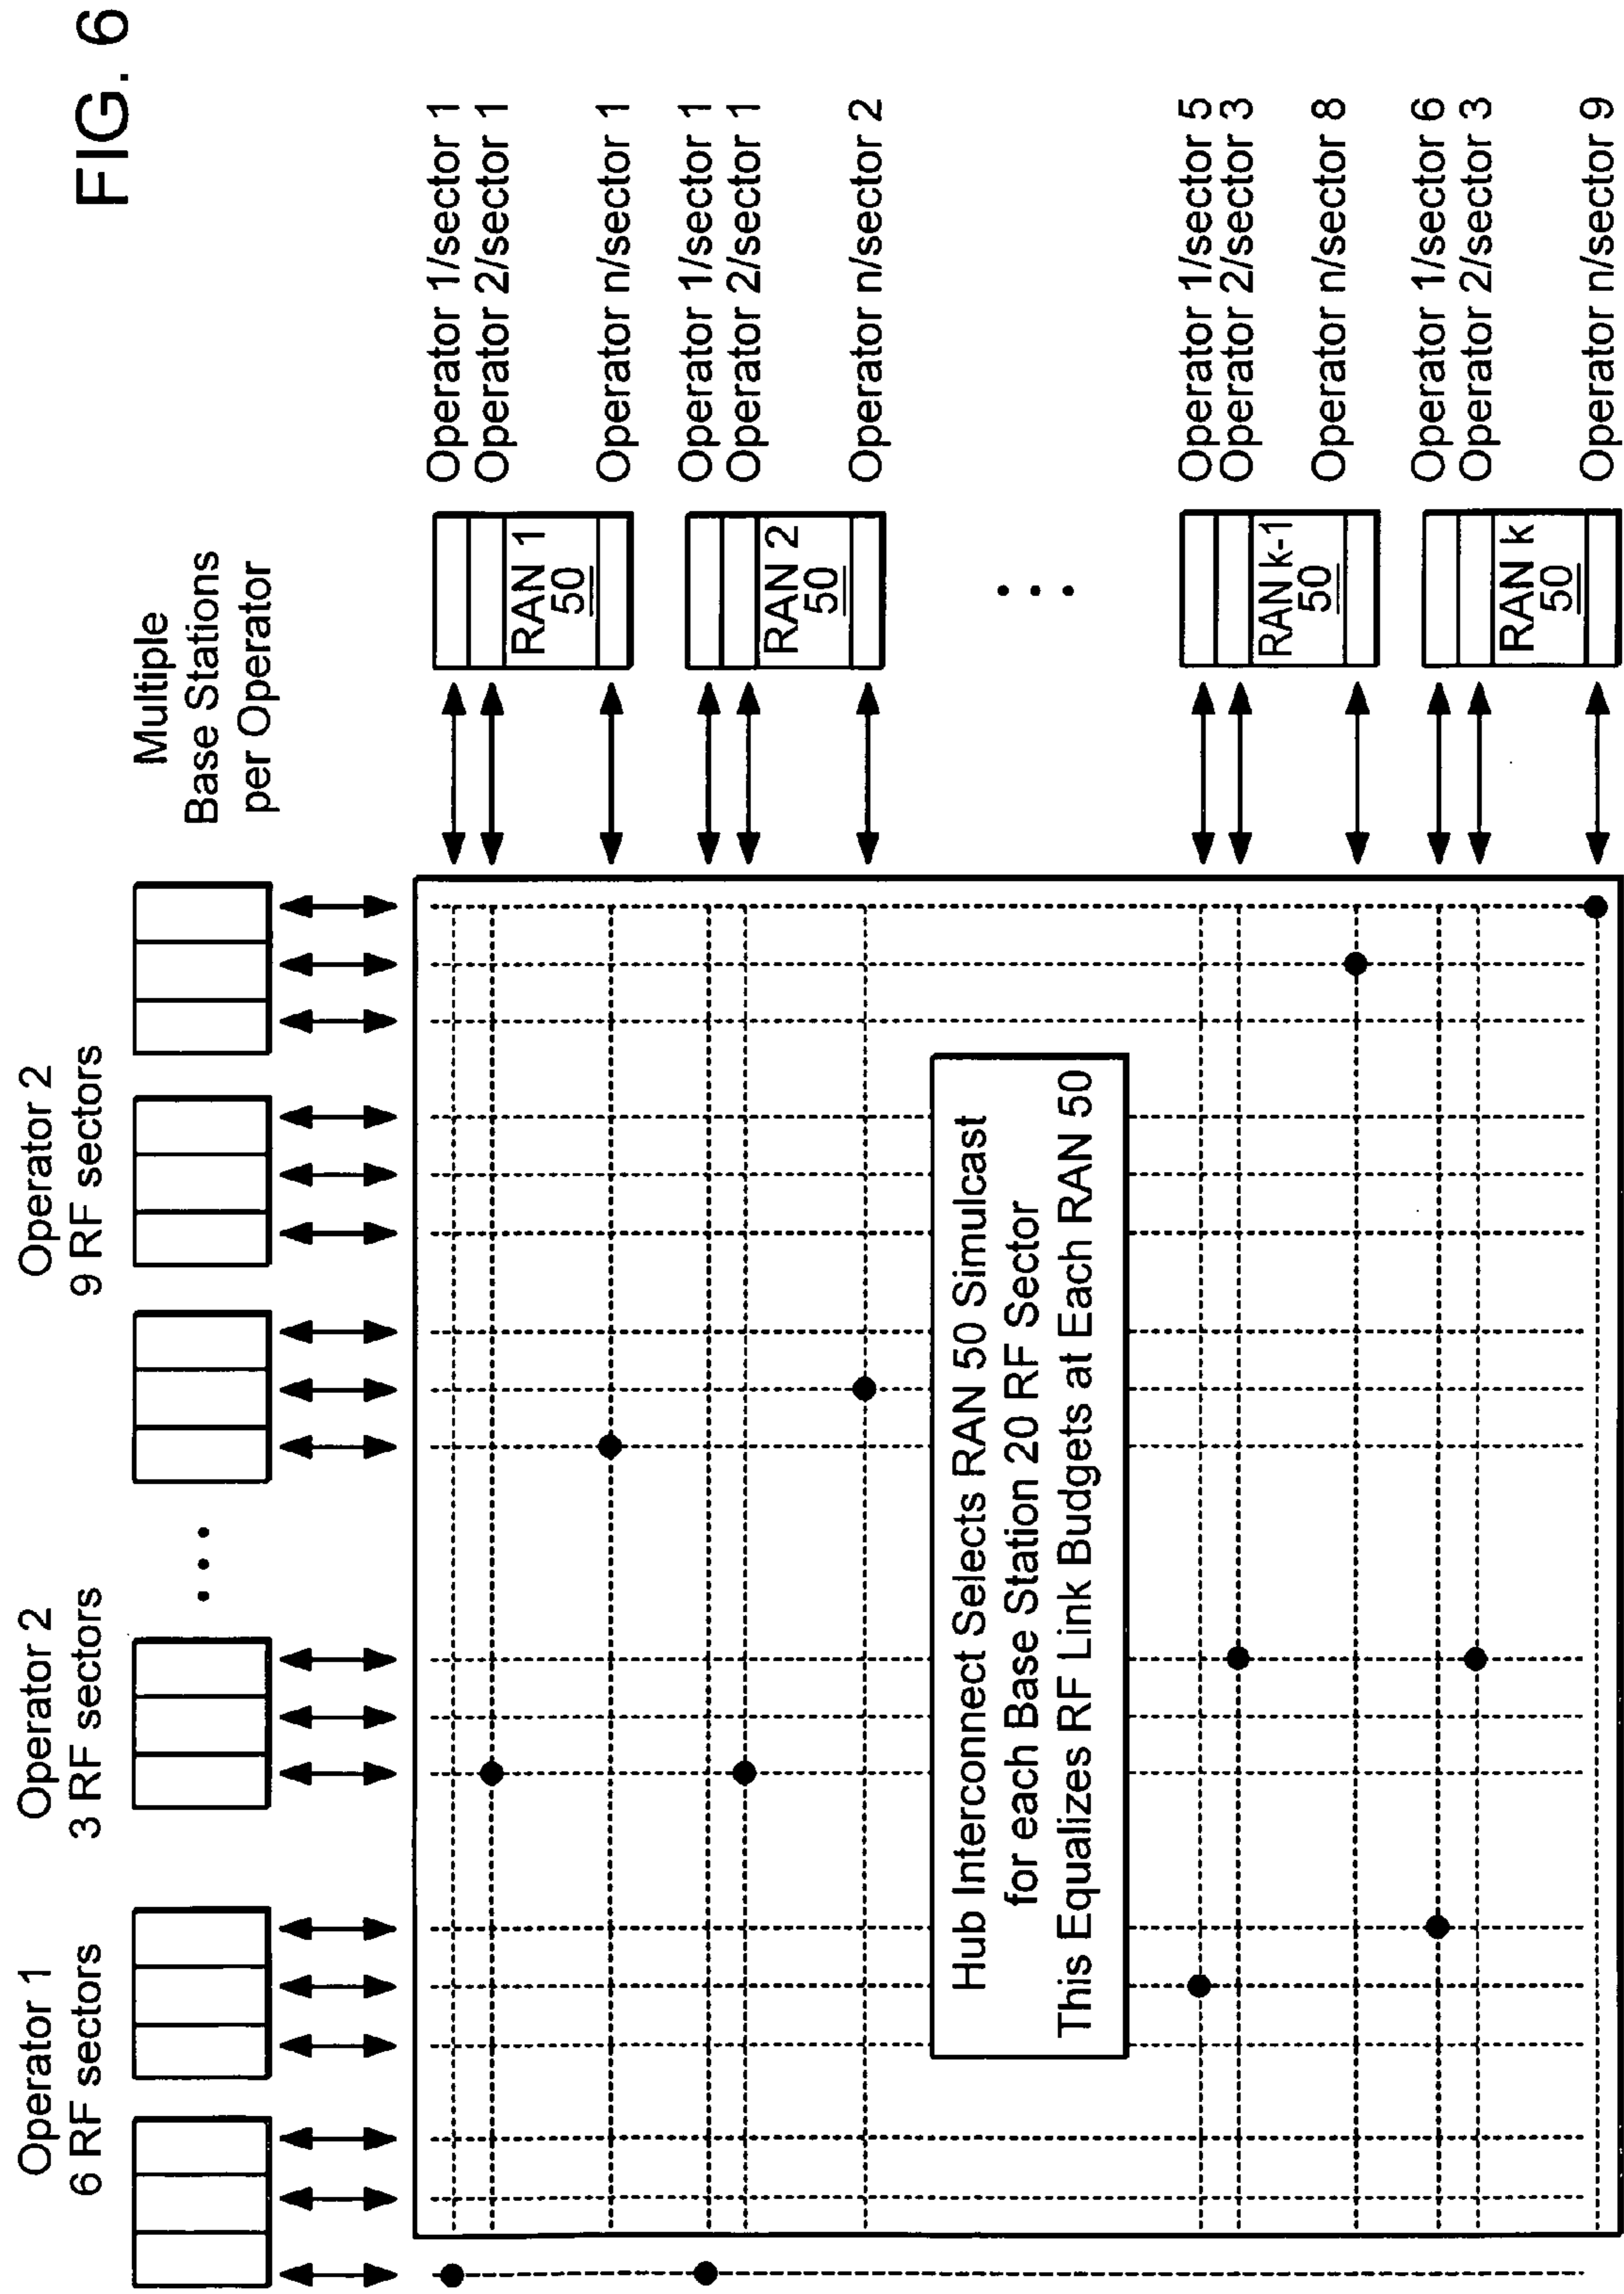 FIG. 6
Operator 1
6 RF sectors
Operator 2
3 RF sectors
. . .
Operator 2
9 RF sectors
Multiple
Base Stations
per Operator
RAN 1
50
Operator 1/sector 1
Operator 2/sector 1
Operator n/sector 1
RAN 2
50
Operator 1/sector 1
Operator 2/sector 1
Operator n/sector 2
. . .
RAN k-1
50
Operator 1/sector 5
Operator 2/sector 3
Operator n/sector 8
RAN k
50
Operator 1/sector 6
Operator 2/sector 3
Operator n/sector 9
Hub Interconnect Selects RAN 50 Simulcast
for each Base Station 20 RF Sector
This Equalizes RF Link Budgets at Each RAN 50